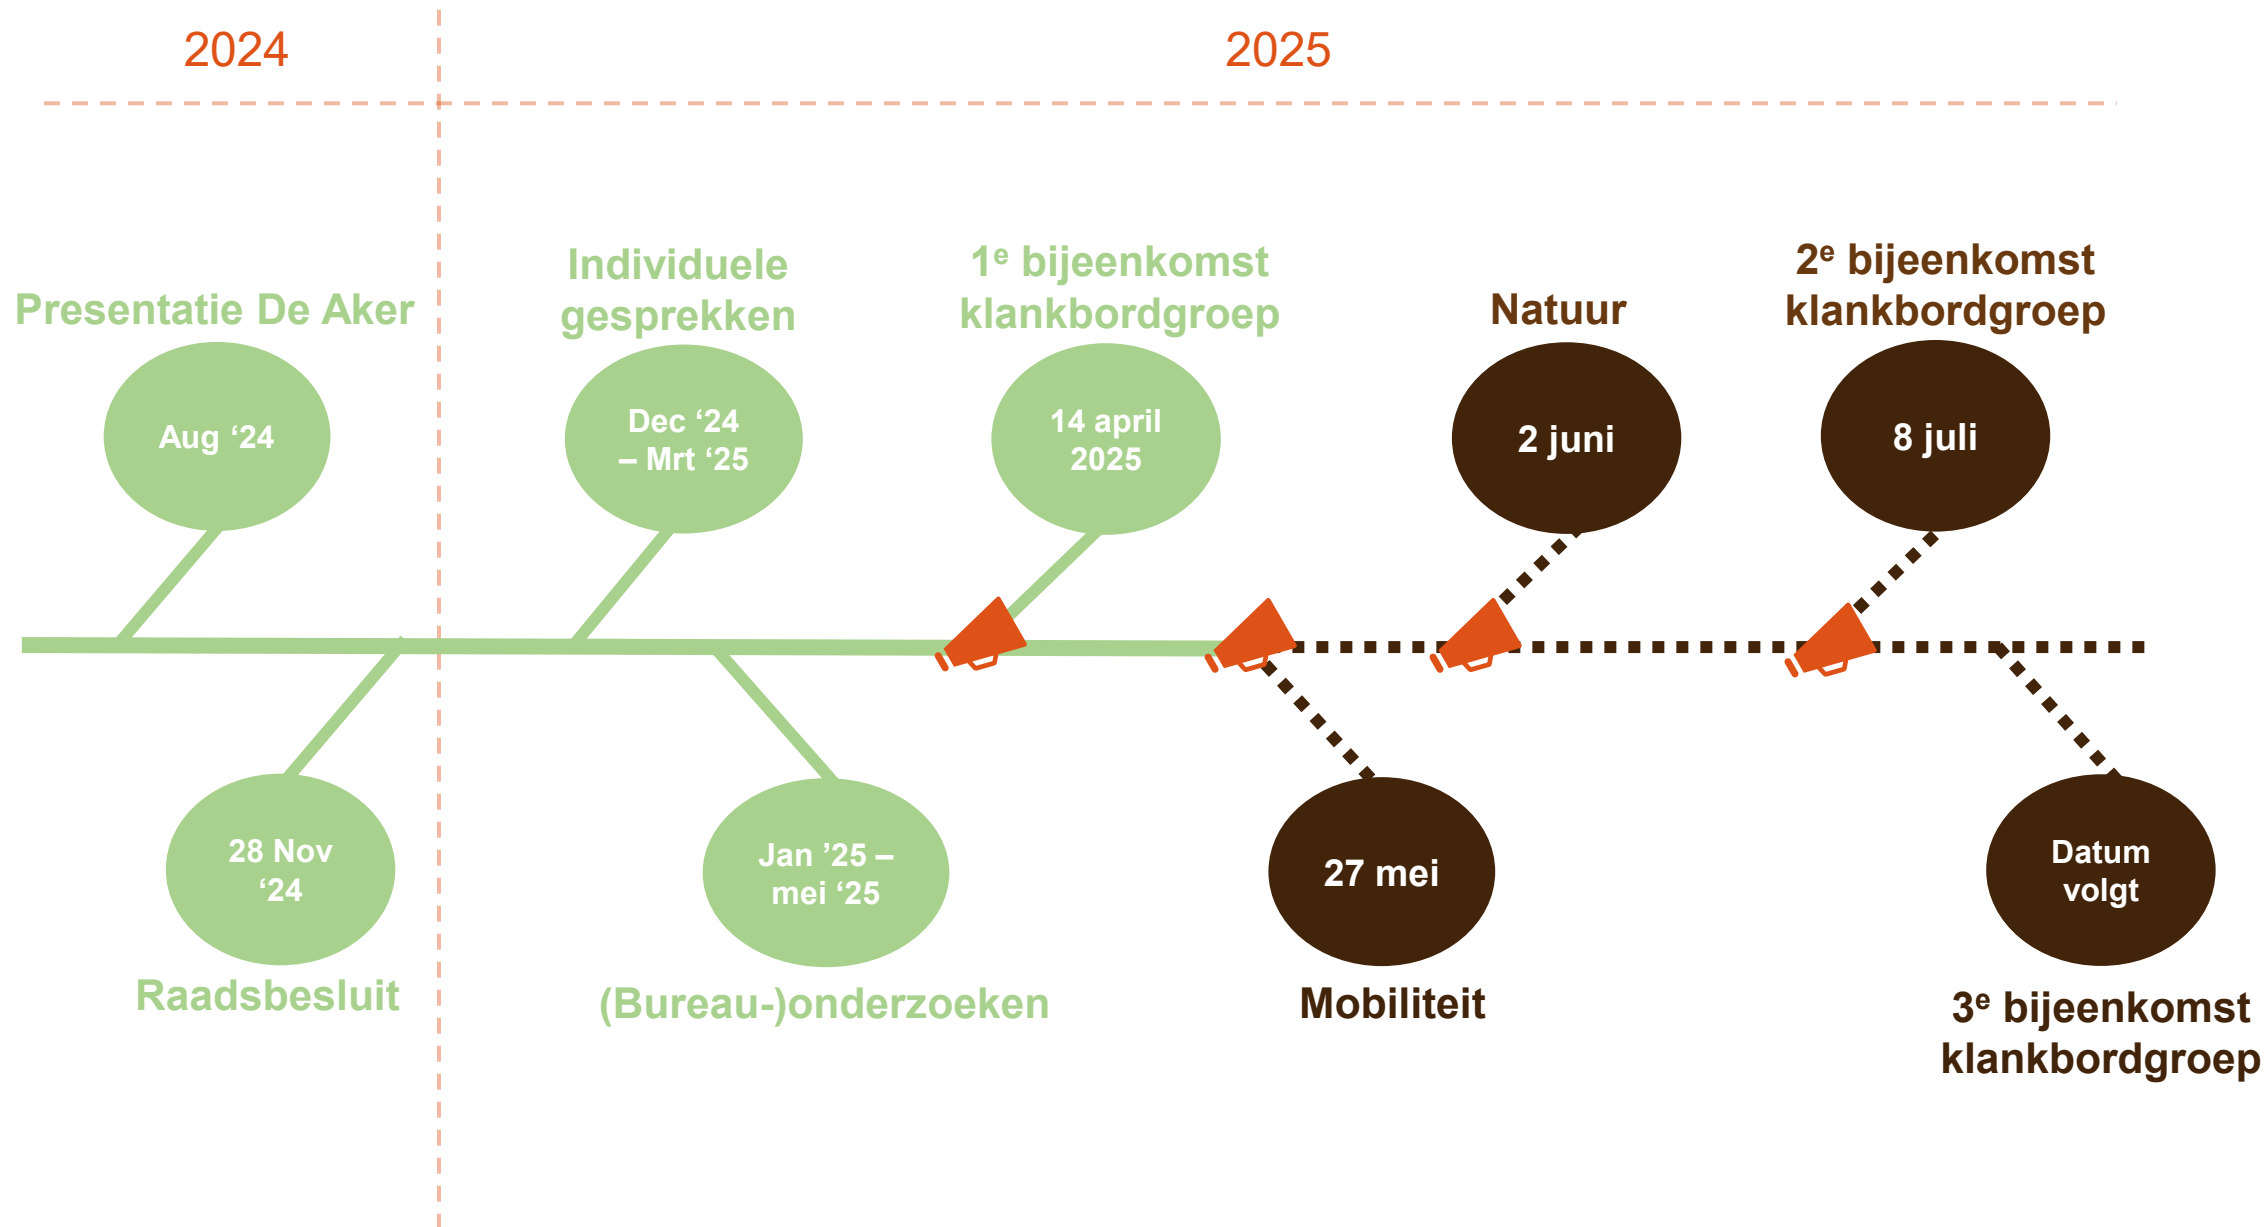 2024
2025
Presentatie De Aker
Aug ‘24
Individuele
gesprekken
Dec ‘24
– Mrt ‘25
1e bijeenkomst
klankbordgroep
14 april
2025
Natuur
2 juni
2e bijeenkomst
klankbordgroep
8 juli
28 Nov
‘24
Raadsbesluit
Jan ’25 –
mei ‘25
(Bureau-)onderzoeken
27 mei
Mobiliteit
Datum
volgt
3e bijeenkomst
klankbordgroep